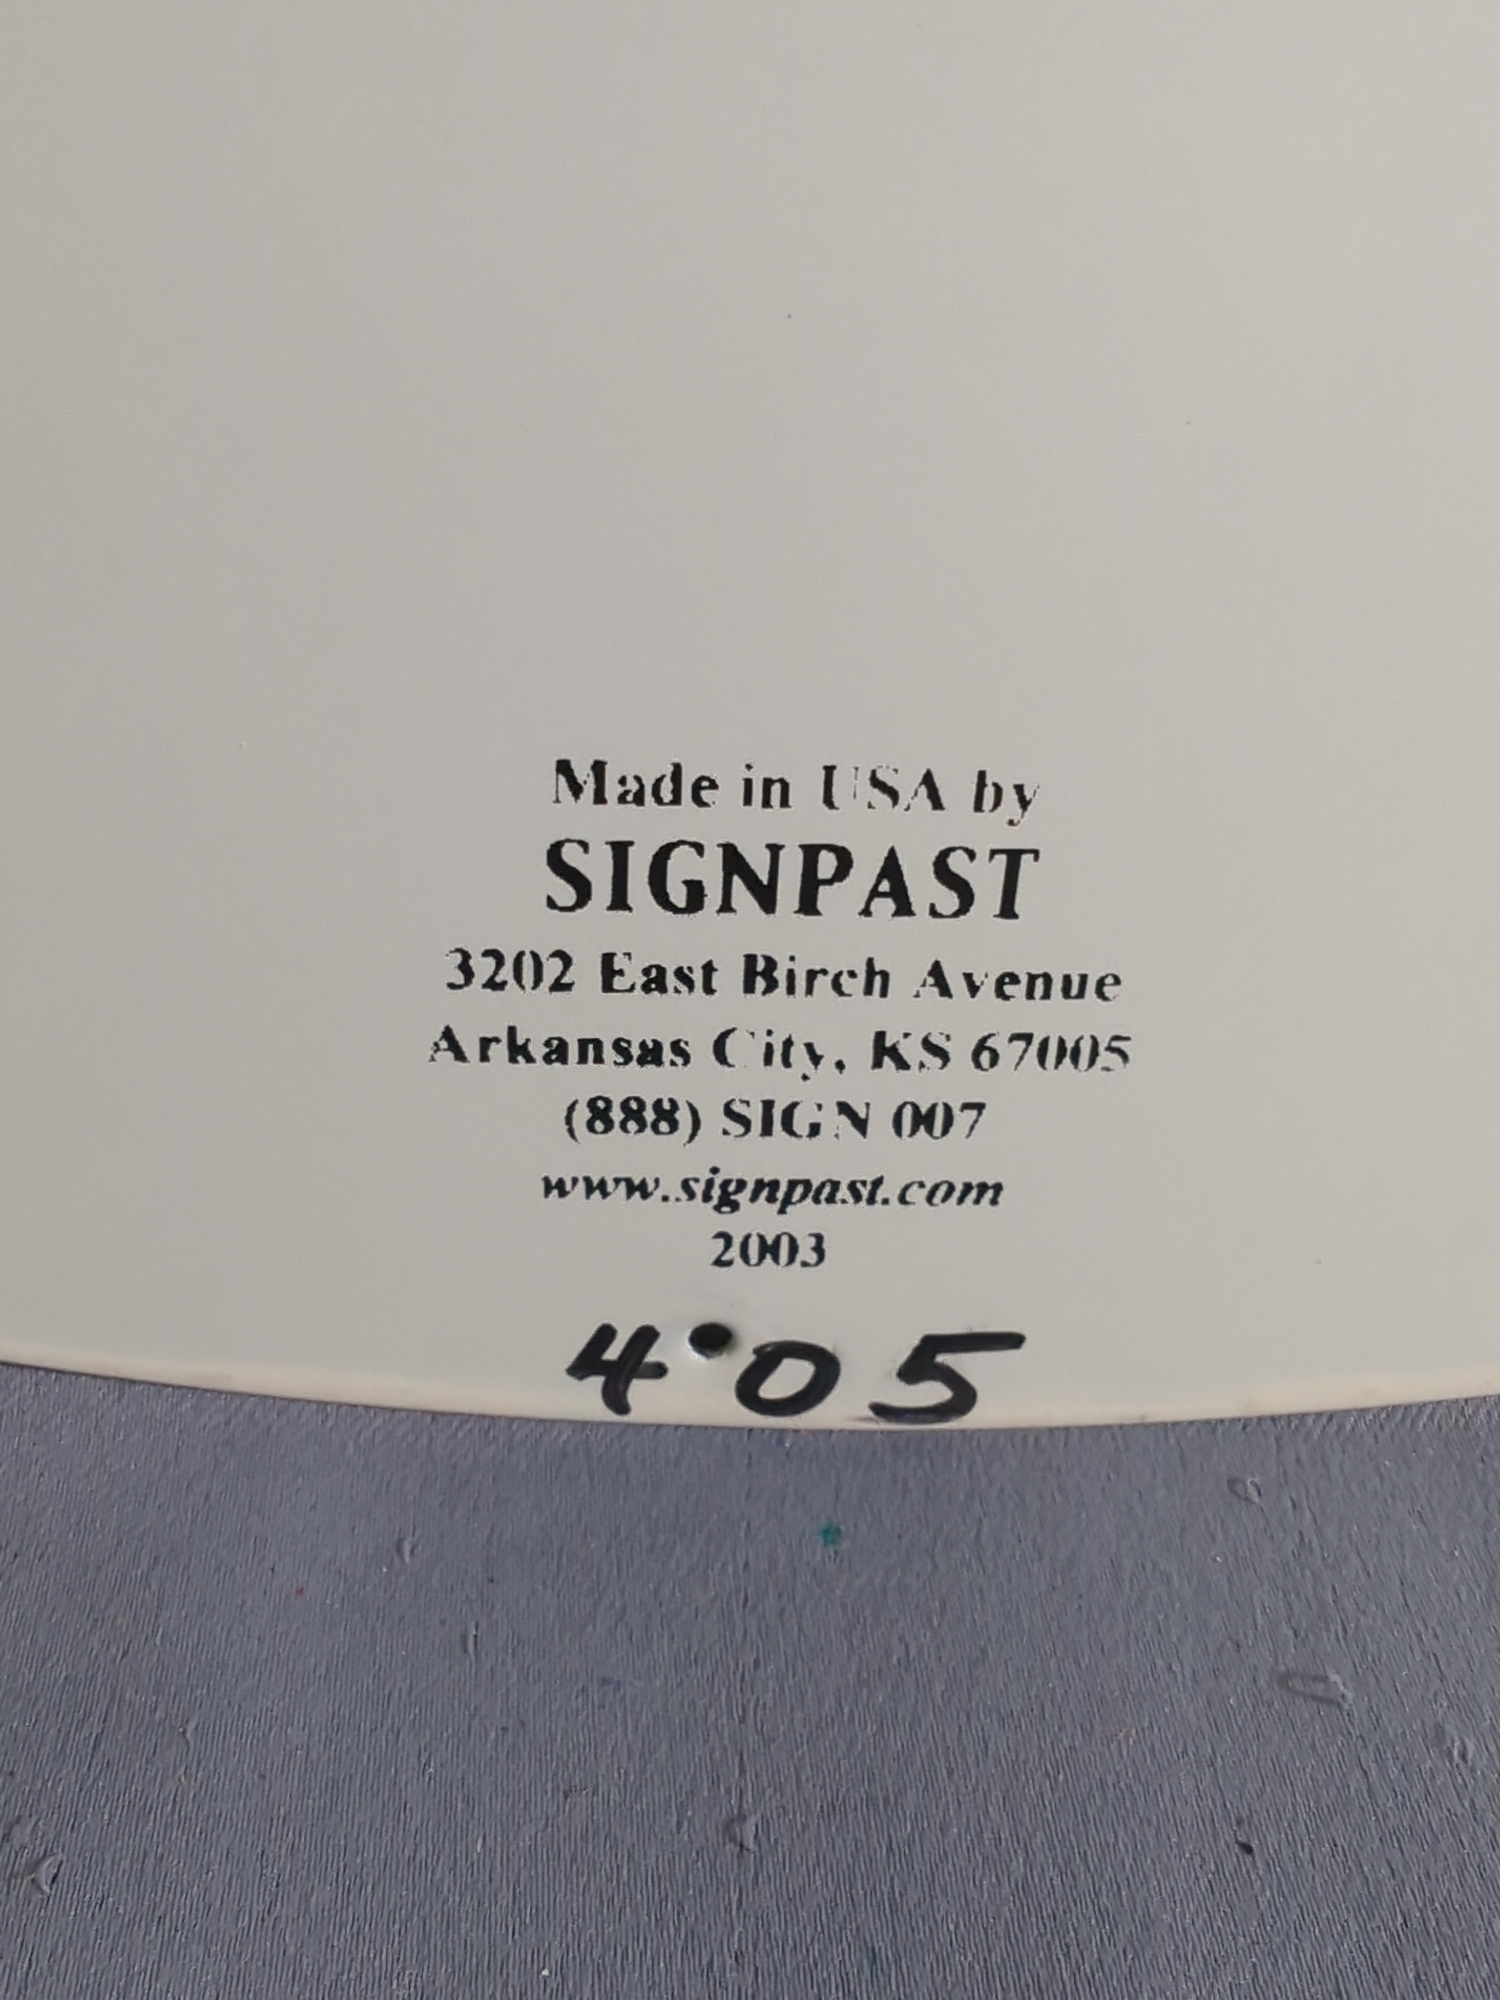 Made in USA by
SIGNPAST
3202 East Birch Avenue
Arkansas City, KS 67005
(888) SIGN 007
www.signpast.com
2003
4 05